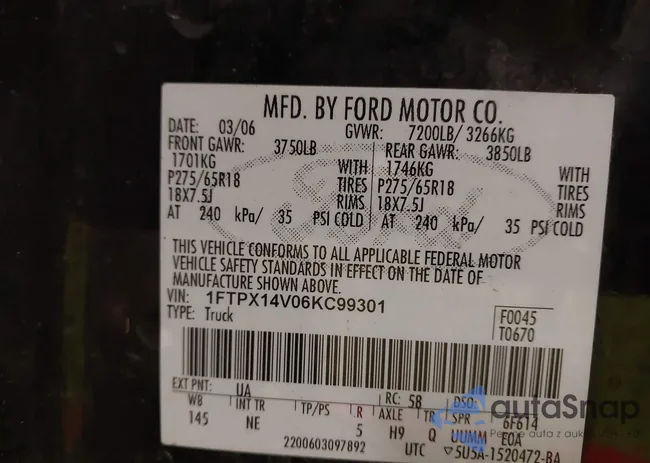 MFD. BY FORD MOTOR CO.
DATE: 03/06 GVWR: 7200LB/ 3266KG
FRONT GAWR: 3750LB REAR GAWR: 3850LB
1701KG WITH 1746KG WITH
P275/65R18 TIRES P275/65R18 TIRES
18X7.5J RIMS 18X7.5J RIMS
AT 240 kPa/ 35 PSI COLD AT 240 kPa/ 35 PSI COLD
Ford
THIS VEHICLE CONFORMS TO ALL APPLICABLE FEDERAL MOTOR
VEHICLE SAFETY STANDARDS IN EFFECT ON THE DATE OF
MANUFACTURE SHOWN ABOVE.
VIN: 1FTPX14V06KC99301
TYPE: Truck
F0045
T0670
EXT PNT: UA RC: 58 DSO:
WB INT TR TP/PS R AXLE TR SPR 6F614
145 NE 5 H9 Q UUMM E0A
2200603097892 UTC ▽5U5A-1520472-BA
autoSnap